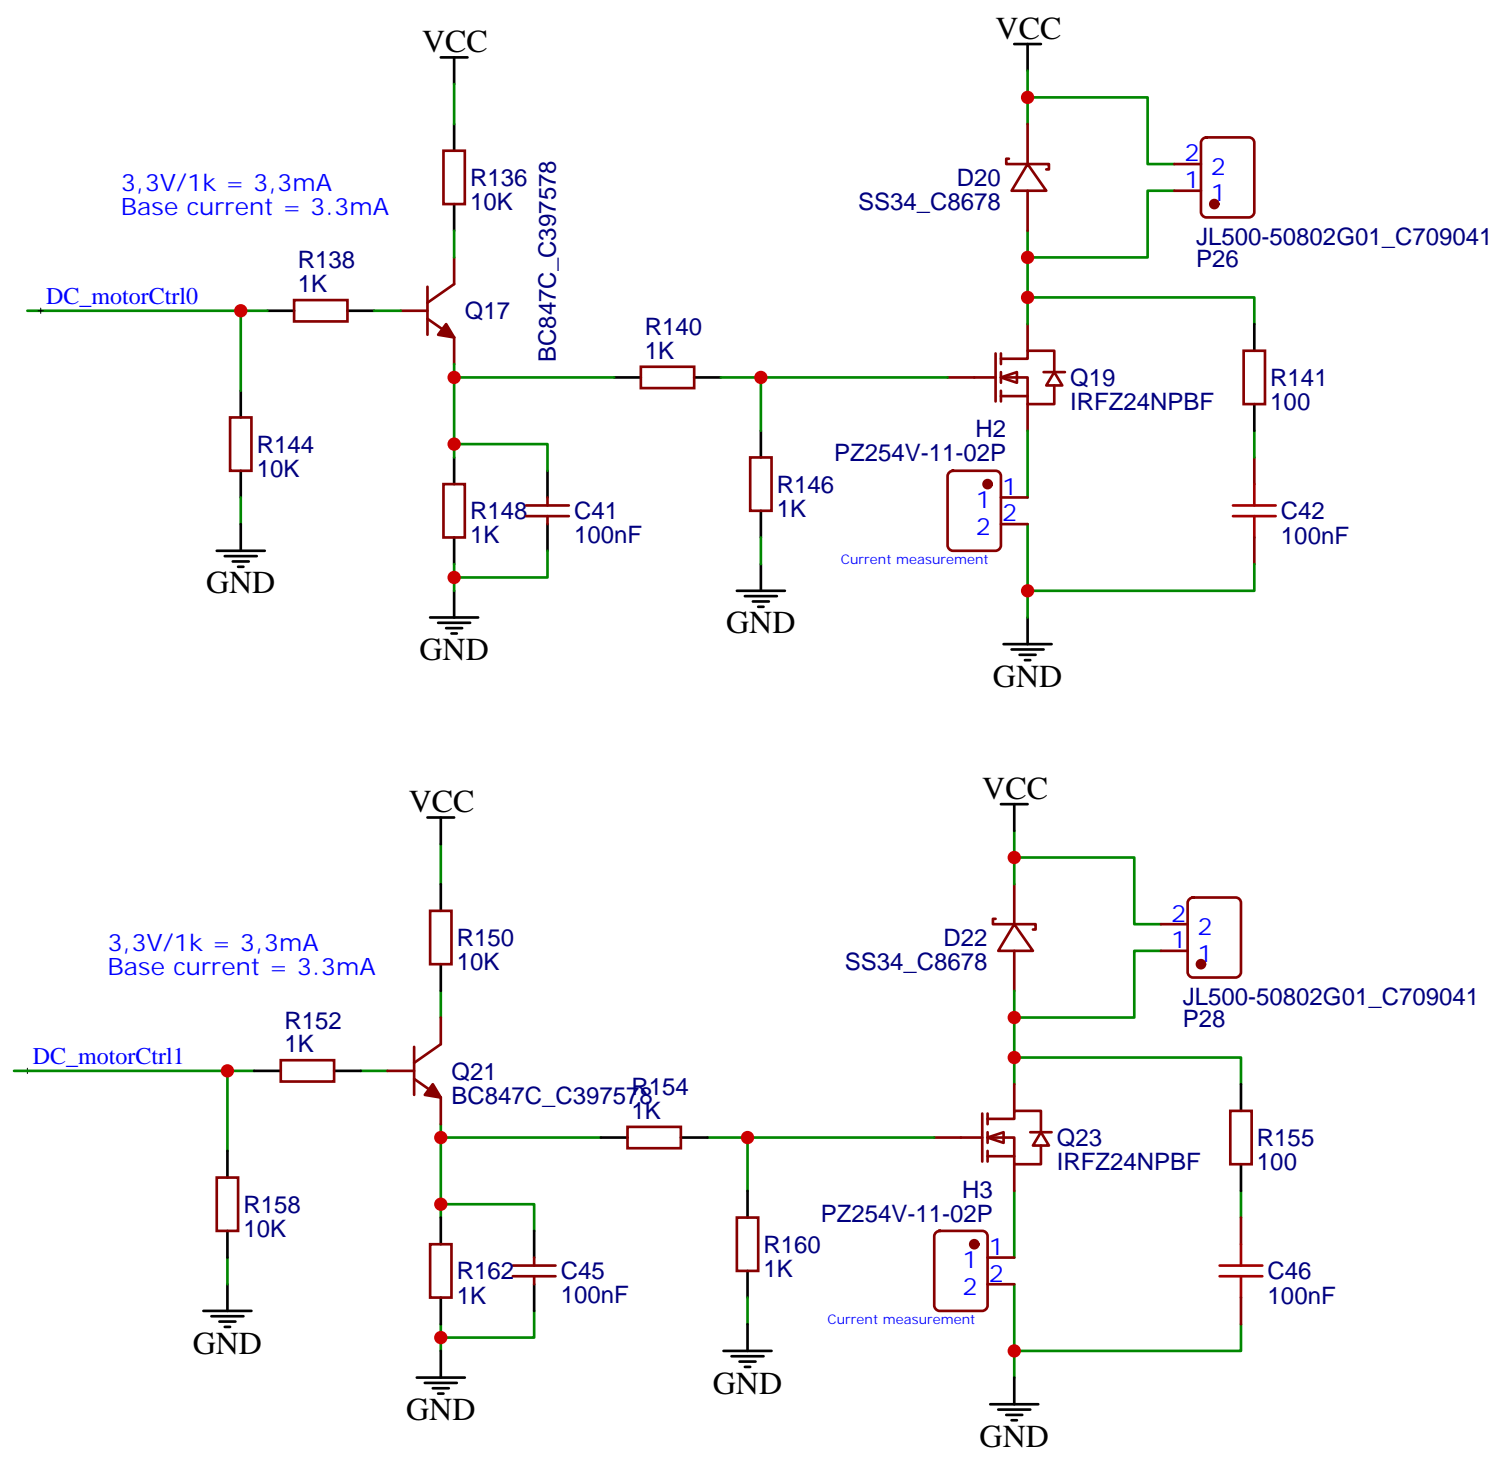 VCC
R136
10K
3,3V/1k = 3,3mA
Base current = 3.3mA
BC847C_C397578
R138
1K
DC_motorCtrl0
Q17
R144
10K
GND
R148
1K
C41
100nF
GND
R140
1K
R146
1K
GND
VCC
D20
SS34_C8678
2
1
2
1
JL500-50802G01_C709041
P26
Q19
IRFZ24NPBF
H2
PZ254V-11-02P
1
2
1
2
Current measurement
R141
100
C42
100nF
GND
VCC
R150
10K
3,3V/1k = 3,3mA
Base current = 3.3mA
R152
1K
DC_motorCtrl1
Q21
BC847C_C397578
R158
10K
GND
R162
1K
C45
100nF
GND
R154
1K
R160
1K
GND
VCC
D22
SS34_C8678
2
1
2
1
JL500-50802G01_C709041
P28
Q23
IRFZ24NPBF
H3
PZ254V-11-02P
1
2
1
2
Current measurement
R155
100
C46
100nF
GND